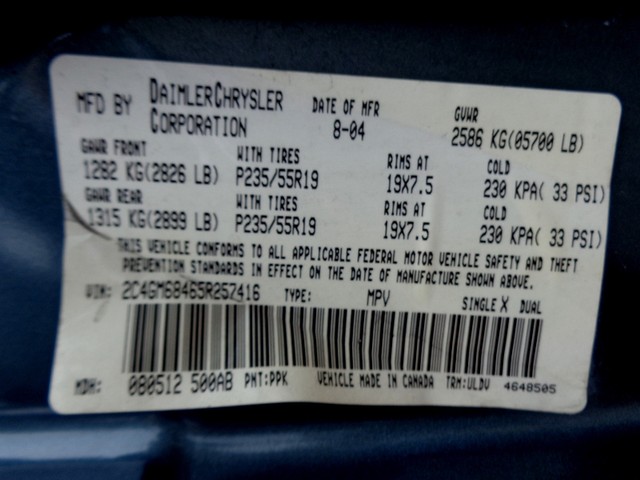 MFD BY DAIMLERCHRYSLER CORPORATION DATE OF MFR 8-04 GVWR 2586 KG(05700 LB)
GAWR FRONT WITH TIRES RIMS AT COLD
1282 KG(2826 LB) P235/55R19 19X7.5 230 KPA( 33 PSI)
GAWR REAR WITH TIRES RIMS AT COLD
1315 KG(2899 LB) P235/55R19 19X7.5 230 KPA( 33 PSI)
THIS VEHICLE CONFORMS TO ALL APPLICABLE FEDERAL MOTOR VEHICLE SAFETY AND THEFT
PREVENTION STANDARDS IN EFFECT ON THE DATE OF MANUFACTURE SHOWN ABOVE.
VIN: 2C4GM68465R257416 TYPE: MPV SINGLE X DUAL
MDH: 080512 500AB PNT:PPK VEHICLE MADE IN CANADA TRM:ULDV 4648505